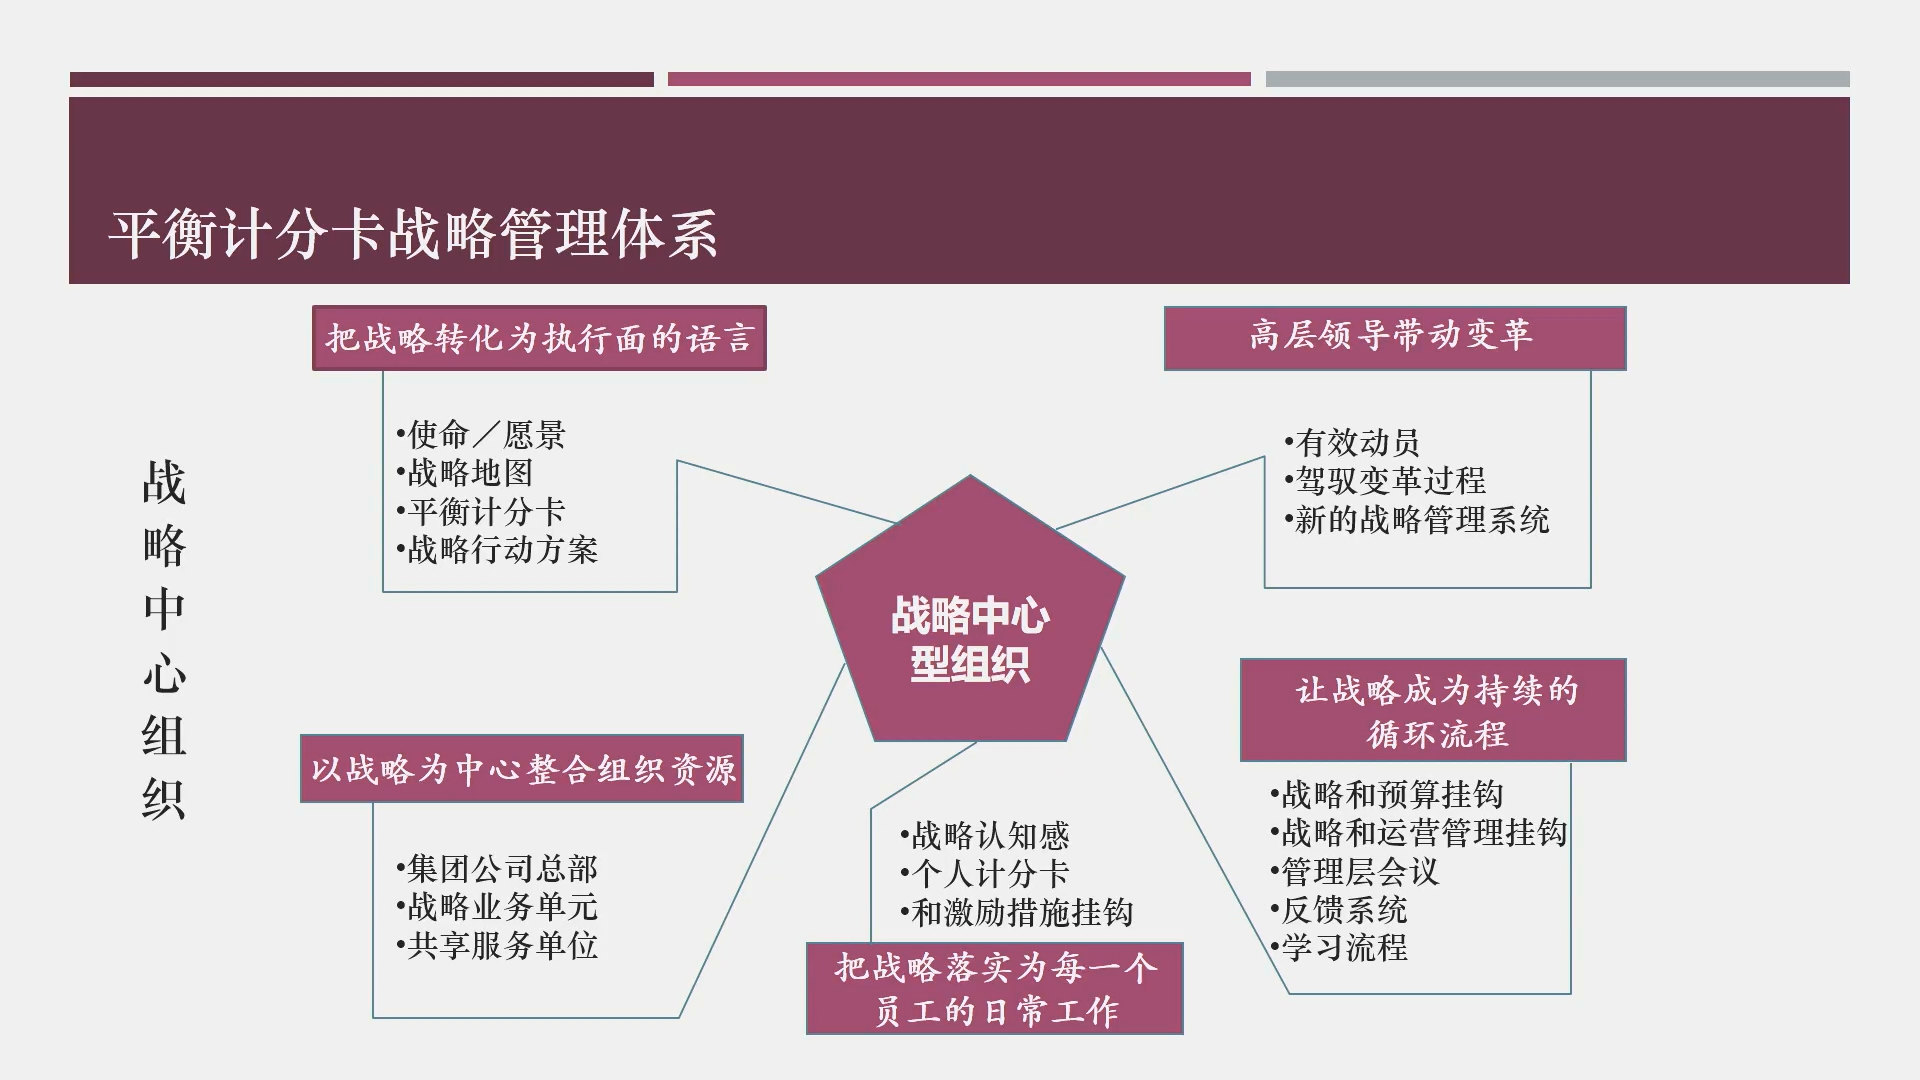 平衡计分卡战略管理体系
战略中心组织
把战略转化为执行面的语言
•使命／愿景
•战略地图
•平衡计分卡
•战略行动方案
高层领导带动变革
•有效动员
•驾驭变革过程
•新的战略管理系统
战略中心
型组织
以战略为中心整合组织资源
•集团公司总部
•战略业务单元
•共享服务单位
•战略认知感
•个人计分卡
•和激励措施挂钩
把战略落实为每一个
员工的日常工作
让战略成为持续的
循环流程
•战略和预算挂钩
•战略和运营管理挂钩
•管理层会议
•反馈系统
•学习流程